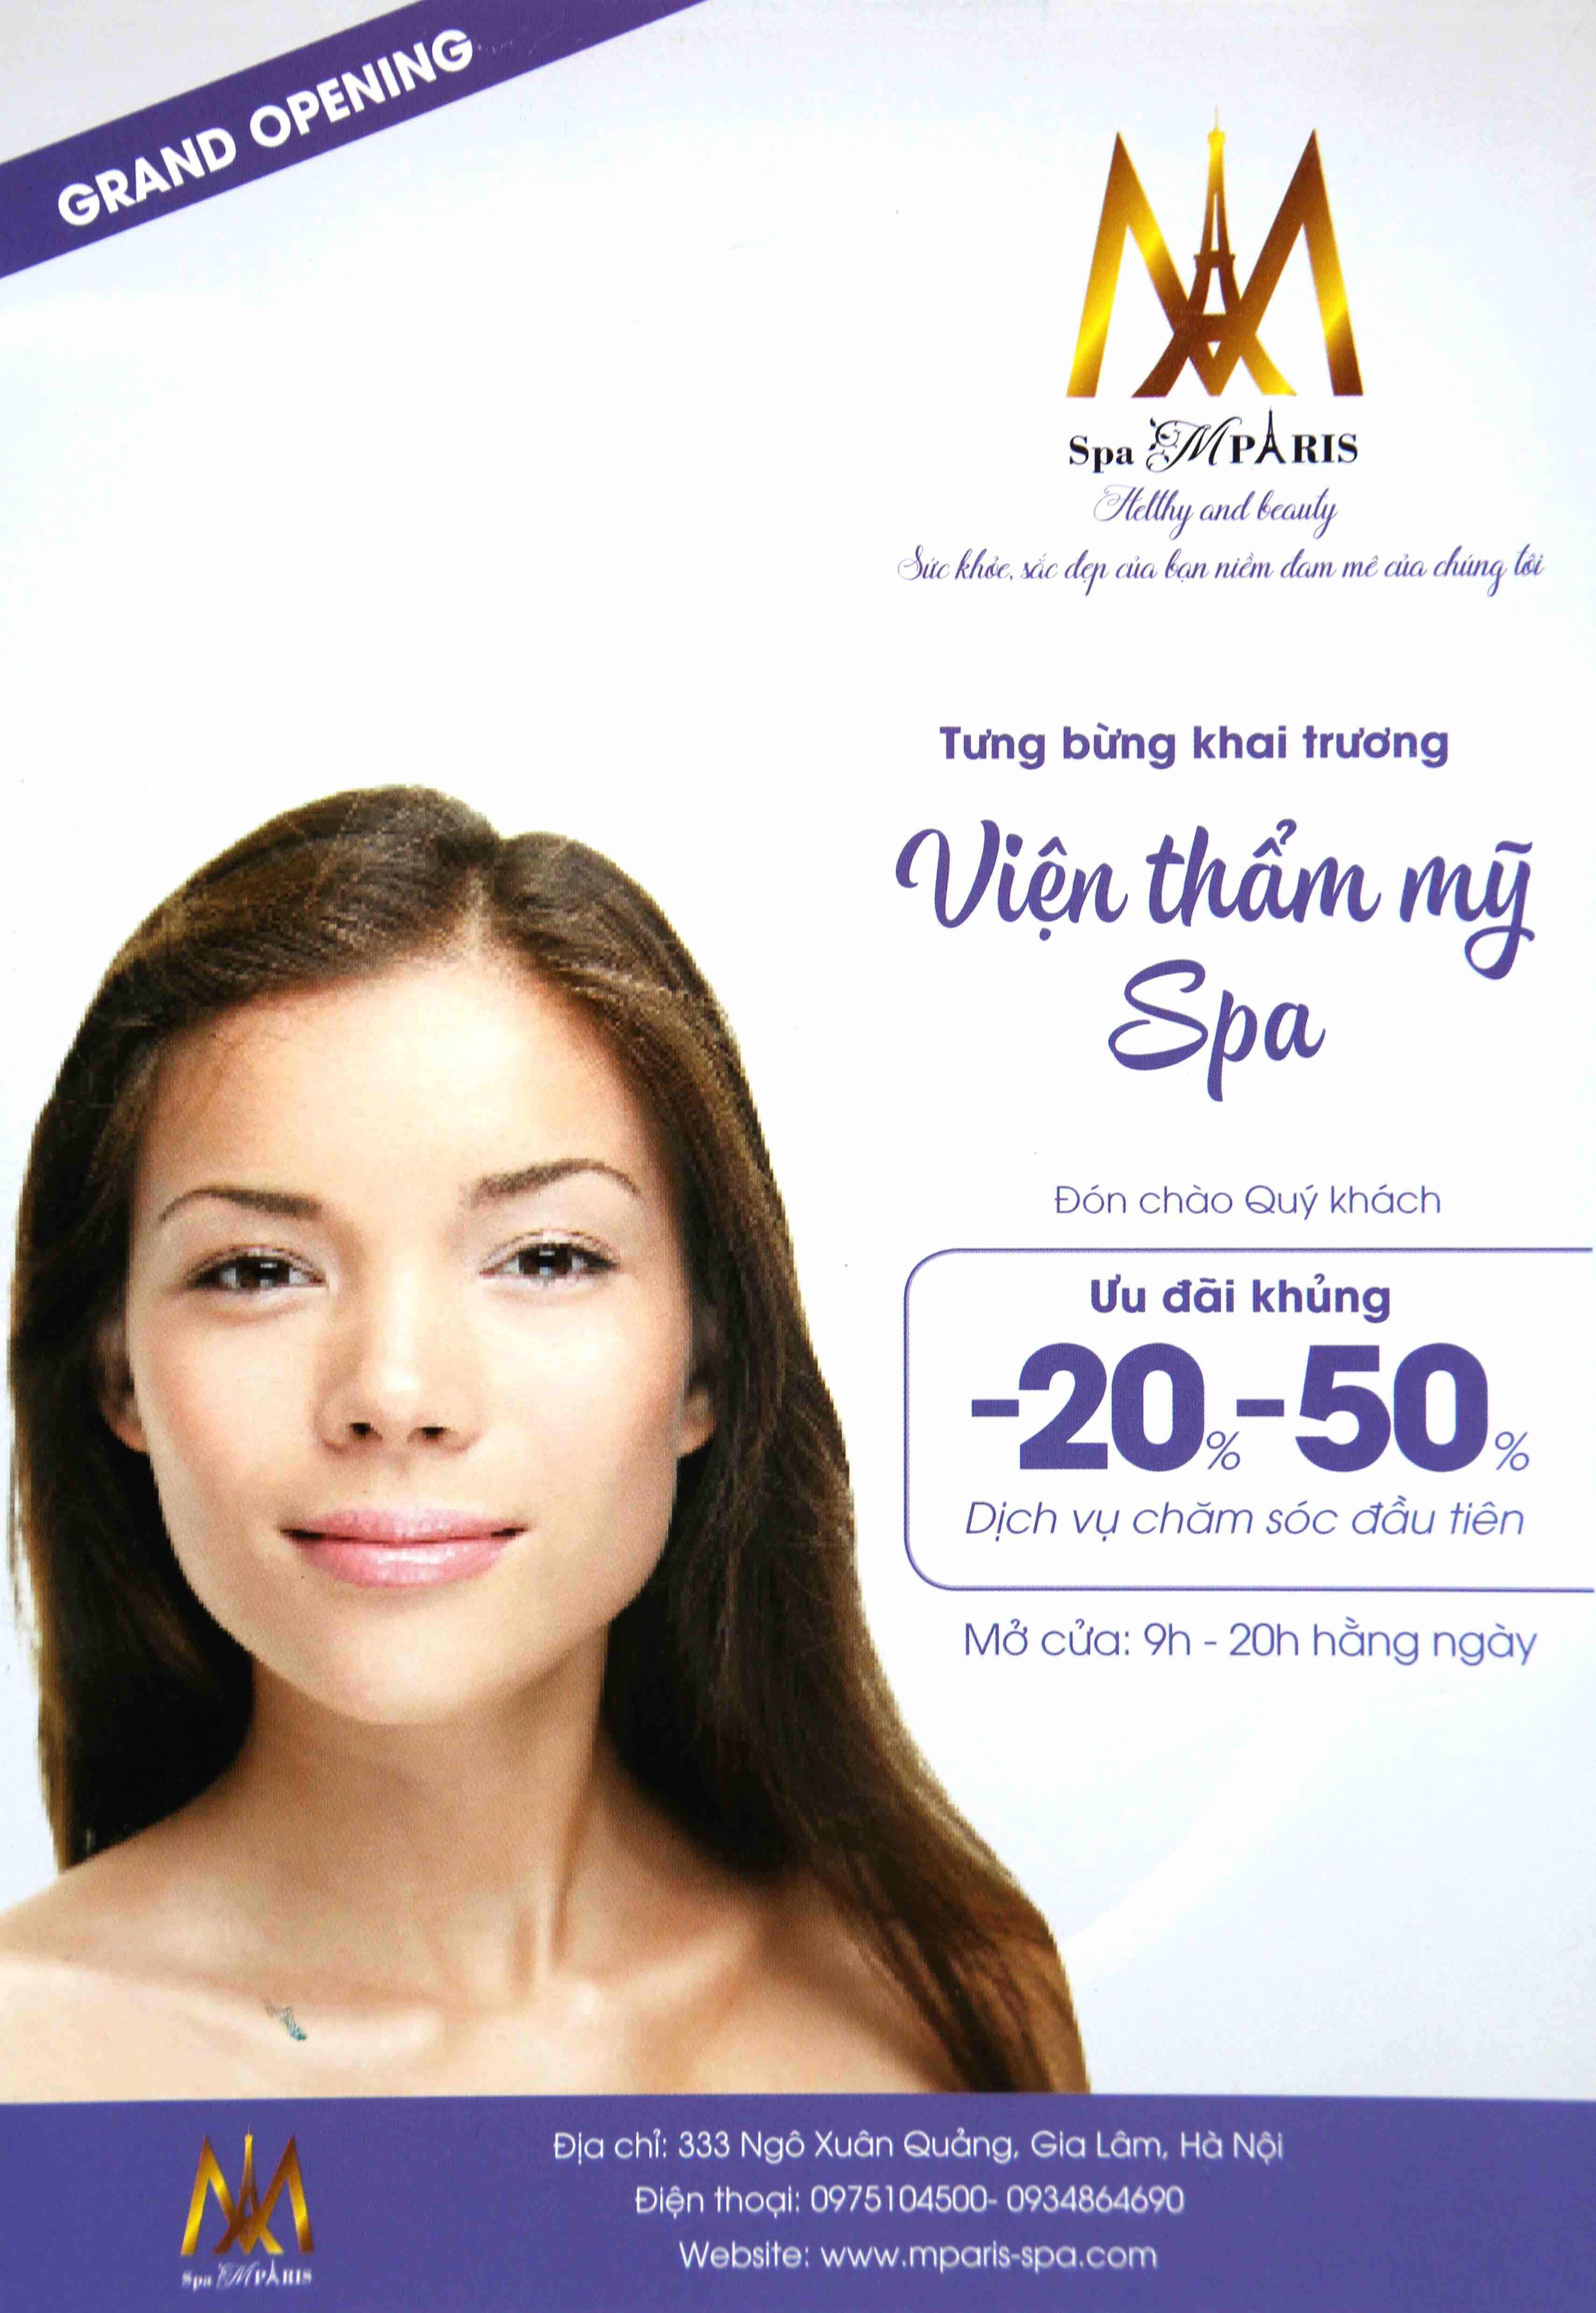 GRAND OPENING
Spa MPARIS
Helthy and beauty
Sức khỏe, sắc đẹp của bạn niềm đam mê của chúng tôi
Tưng bừng khai trương
Viện thẩm mỹ
Spa
Đón chào Quý khách
Ưu đãi khủng
-20%-50%
Dịch vụ chăm sóc đầu tiên
Mở cửa: 9h - 20h hằng ngày
Địa chỉ: 333 Ngô Xuân Quảng, Gia Lâm, Hà Nội
Điện thoại: 0975104500- 0934864690
Website: www.mparis-spa.com
Spa MPARIS